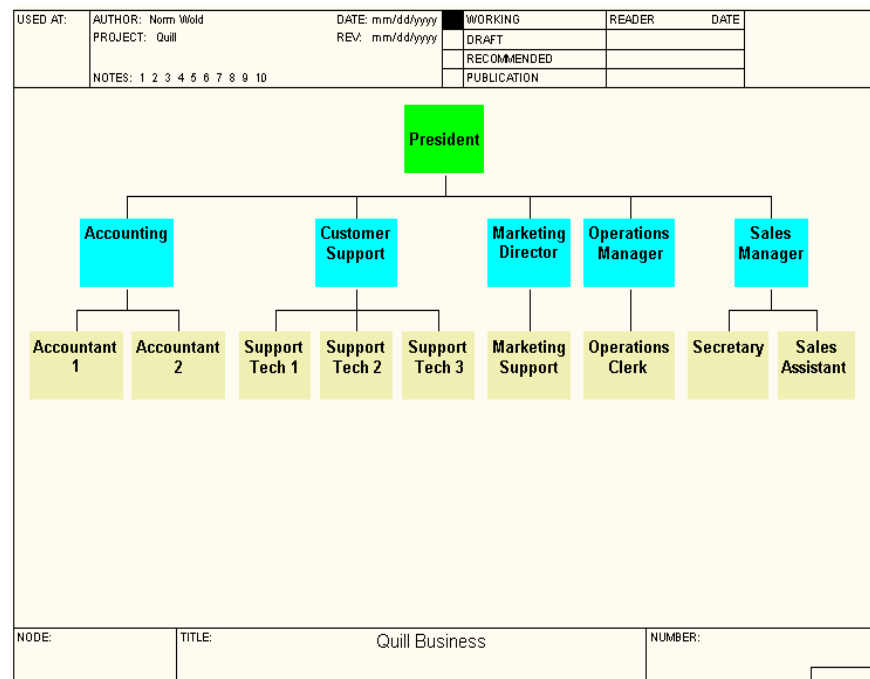 USED AT:
AUTHOR: Norm Wold
DATE: mm/dd/yyyy
WORKING
READER
DATE
PROJECT: Quill
REV: mm/dd/yyyy
DRAFT
RECOMMENDED
NOTES: 1 2 3 4 5 6 7 8 9 10
PUBLICATION
President
Accounting
Customer
Support
Marketing
Director
Operations
Manager
Sales
Manager
Accountant
1
Accountant
2
Support
Tech 1
Support
Tech 2
Support
Tech 3
Marketing
Support
Operations
Clerk
Secretary
Sales
Assistant
NODE:
TITLE:
Quill Business
NUMBER: